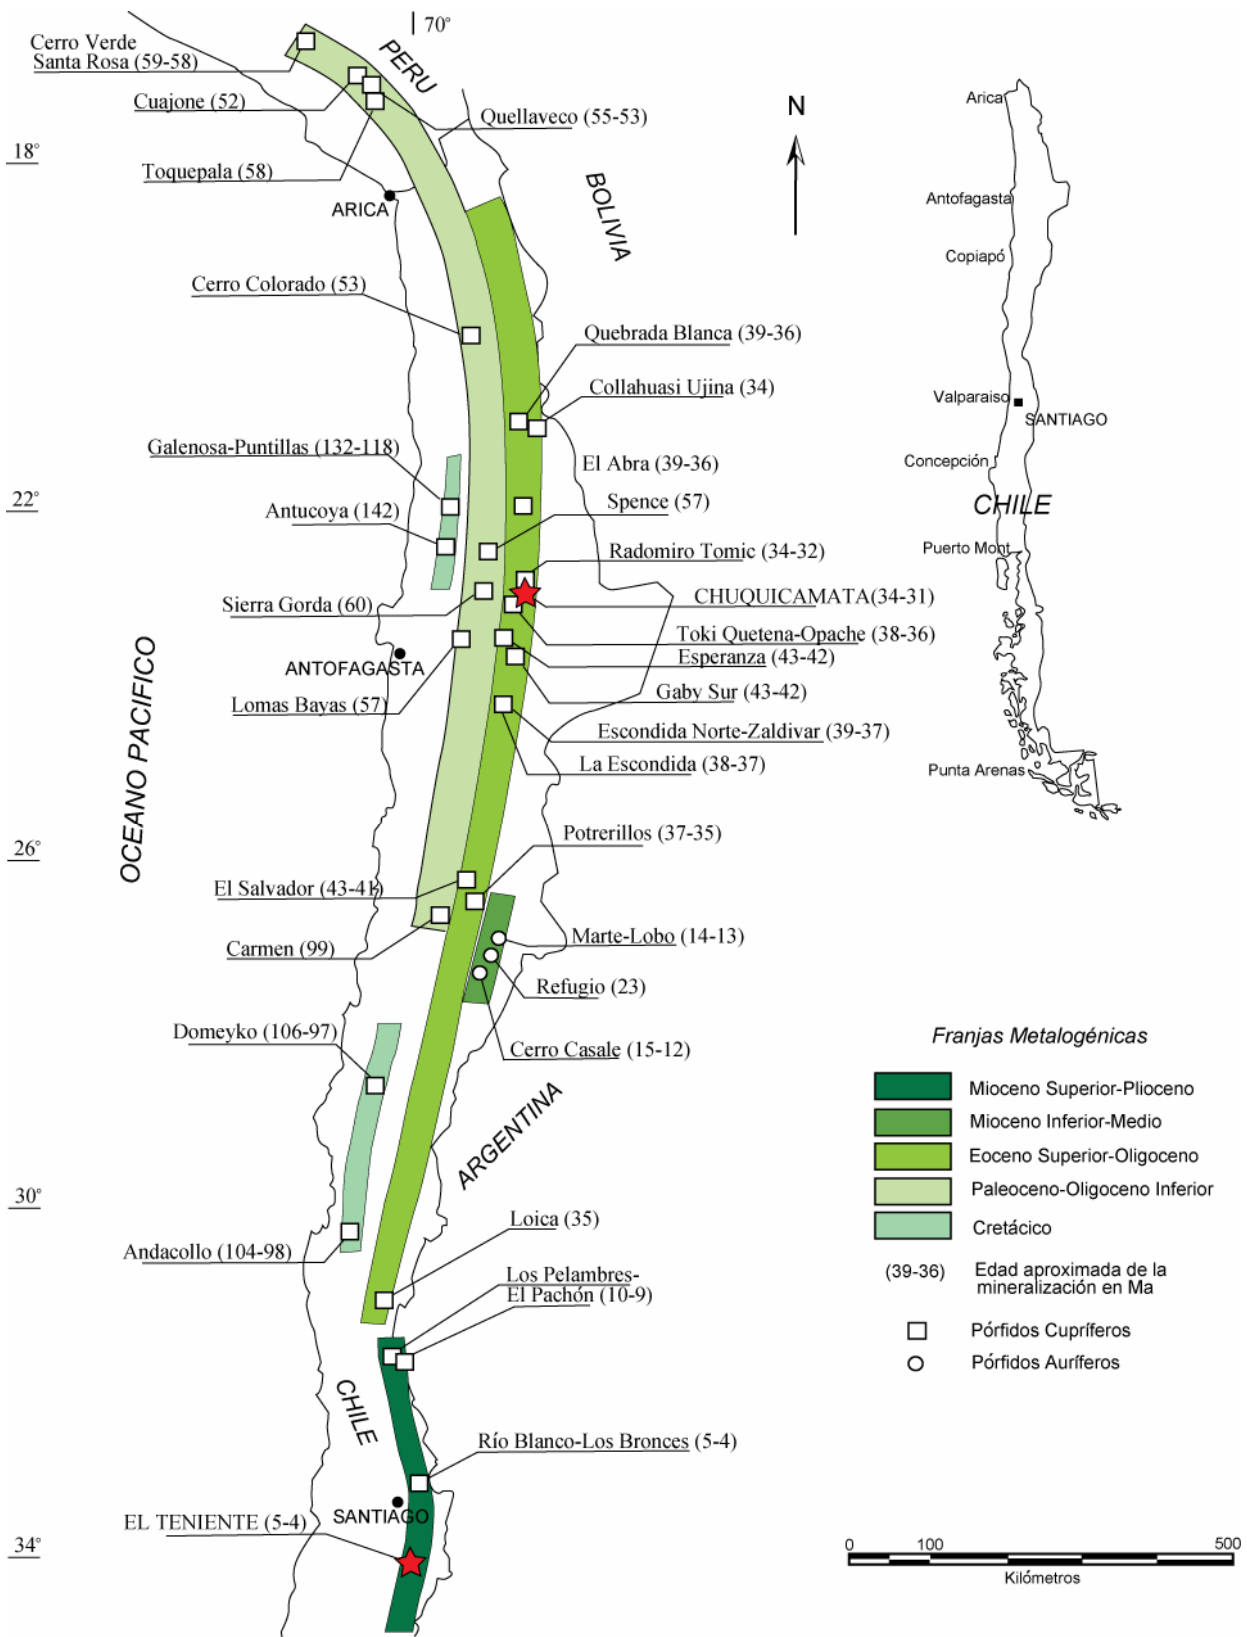 70°
Cerro Verde
Santa Rosa (59-58)
PERU
Cuajone (52)
Quellaveco (55-53)
18°
Toquepala (58)
ARICA
BOLIVIA
N
Cerro Colorado (53)
Quebrada Blanca (39-36)
Collahuasi Ujina (34)
Galenosa-Puntillas (132-118)
El Abra (39-36)
22°
Antucoya (142)
Spence (57)
Radomiro Tomic (34-32)
Sierra Gorda (60)
CHUQUICAMATA(34-31)
Toki Quetena-Opache (38-36)
ANTOFAGASTA
Esperanza (43-42)
Lomas Bayas (57)
Gaby Sur (43-42)
Escondida Norte-Zaldivar (39-37)
La Escondida (38-37)
OCEANO PACIFICO
26°
Potrerillos (37-35)
El Salvador (43-41)
Carmen (99)
Marte-Lobo (14-13)
Refugio (23)
Domeyko (106-97)
Cerro Casale (15-12)
ARGENTINA
30°
Andacollo (104-98)
Loica (35)
Los Pelambres-
El Pachón (10-9)
CHILE
Río Blanco-Los Bronces (5-4)
SANTIAGO
EL TENIENTE (5-4)
34°
Arica
Antofagasta
Copiapó
Valparaiso
SANTIAGO
Concepción
CHILE
Puerto Mont
Punta Arenas
Franjas Metalogénicas
Mioceno Superior-Plioceno
Mioceno Inferior-Medio
Eoceno Superior-Oligoceno
Paleoceno-Oligoceno Inferior
Cretácico
(39-36) Edad aproximada de la
mineralización en Ma
Pórfidos Cupríferos
Pórfidos Auríferos
0 100 500
Kilómetros